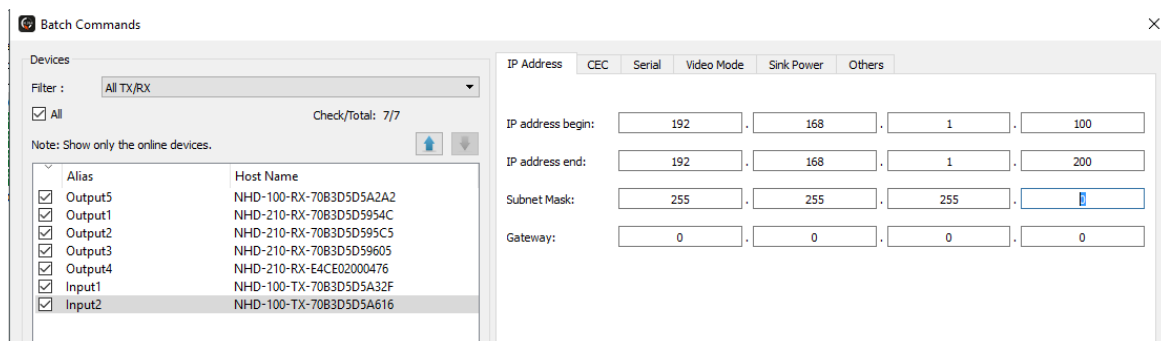 Batch Commands
Devices
Filter : All TX/RX
All Check/Total: 7/7
Note: Show only the online devices.
Alias Host Name
Output5 NHD-100-RX-70B3D5D5A2A2
Output1 NHD-210-RX-70B3D5D5954C
Output2 NHD-210-RX-70B3D5D595C5
Output3 NHD-210-RX-70B3D5D59605
Output4 NHD-210-RX-E4CE02000476
Input1 NHD-100-TX-70B3D5D5A32F
Input2 NHD-100-TX-70B3D5D5A616
IP Address CEC Serial Video Mode Sink Power Others
IP address begin: 192 . 168 . 1 . 100
IP address end: 192 . 168 . 1 . 200
Subnet Mask: 255 . 255 . 255 . 0
Gateway: 0 . 0 . 0 . 0